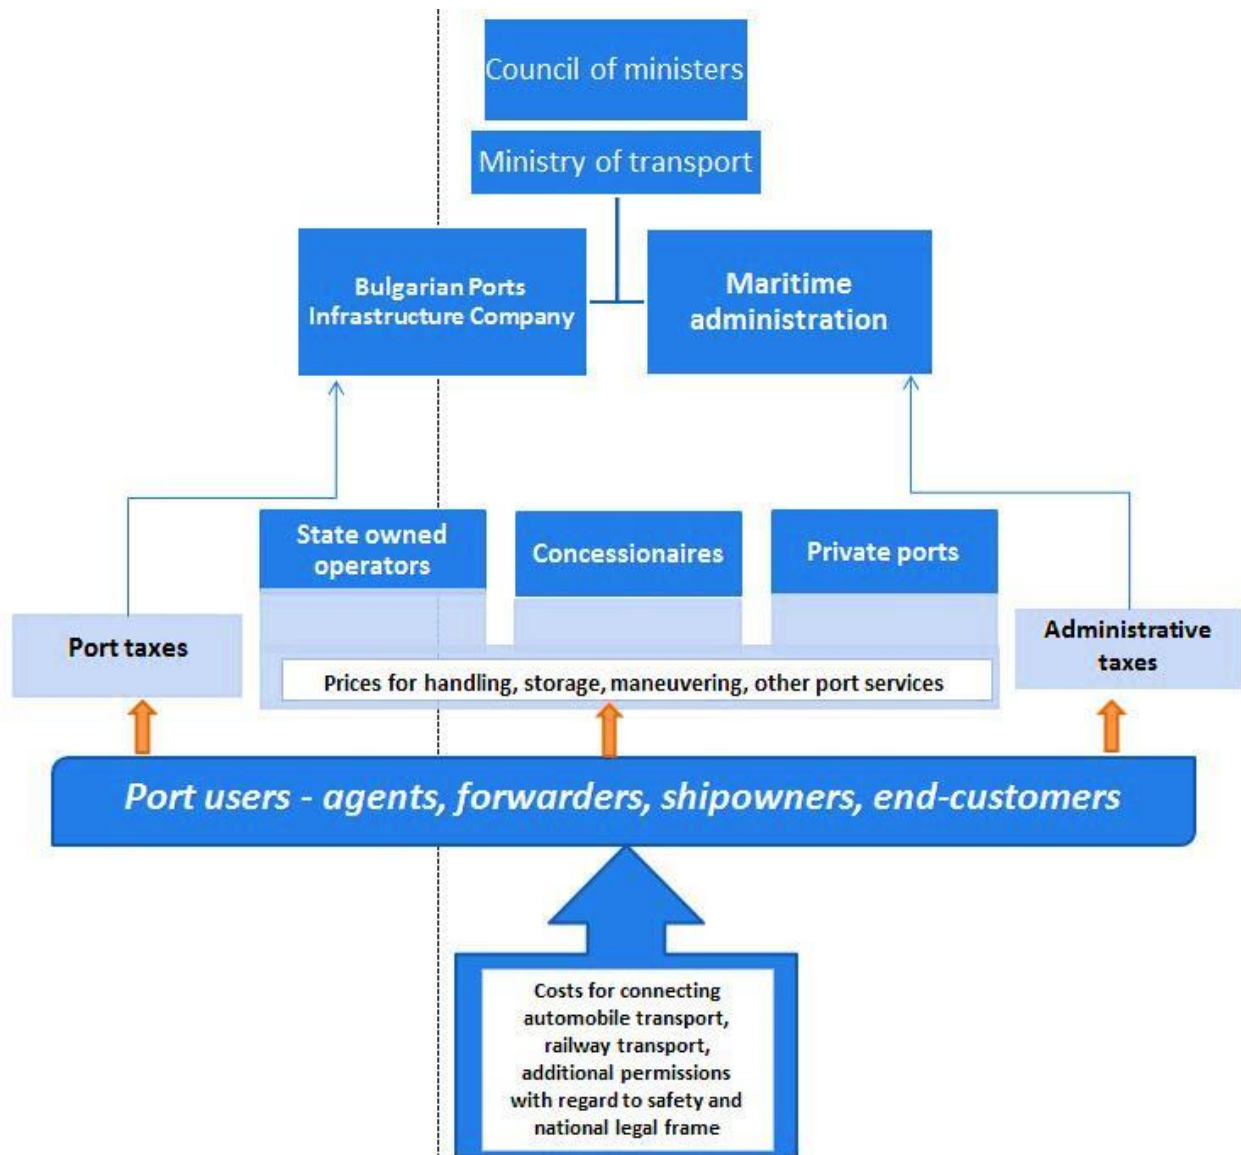 Council of ministers
Ministry of transport
Bulgarian Ports
Infrastructure Company
Maritime
administration
State owned
operators
Concessionaires
Private ports
Port taxes
Administrative
taxes
Prices for handling, storage, maneuvering, other port services
Port users - agents, forwarders, shipowners, end-customers
Costs for connecting
automobile transport,
railway transport,
additional permissions
with regard to safety and
national legal frame